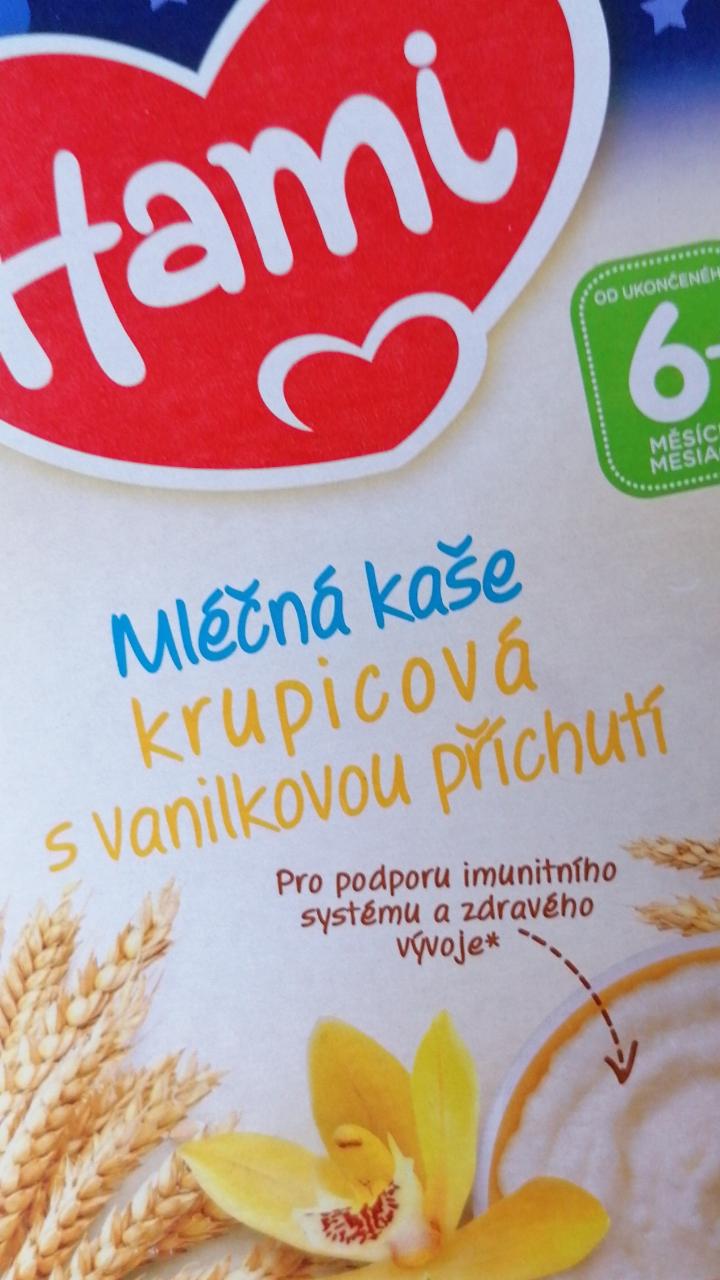 Hami
OD UKONČENÉH
6
MĚSÍC
MESIA
Mléčná kaše
krupicová
s vanilkovou příchutí
Pro podporu imunitního
systému a zdravého
vývoje*